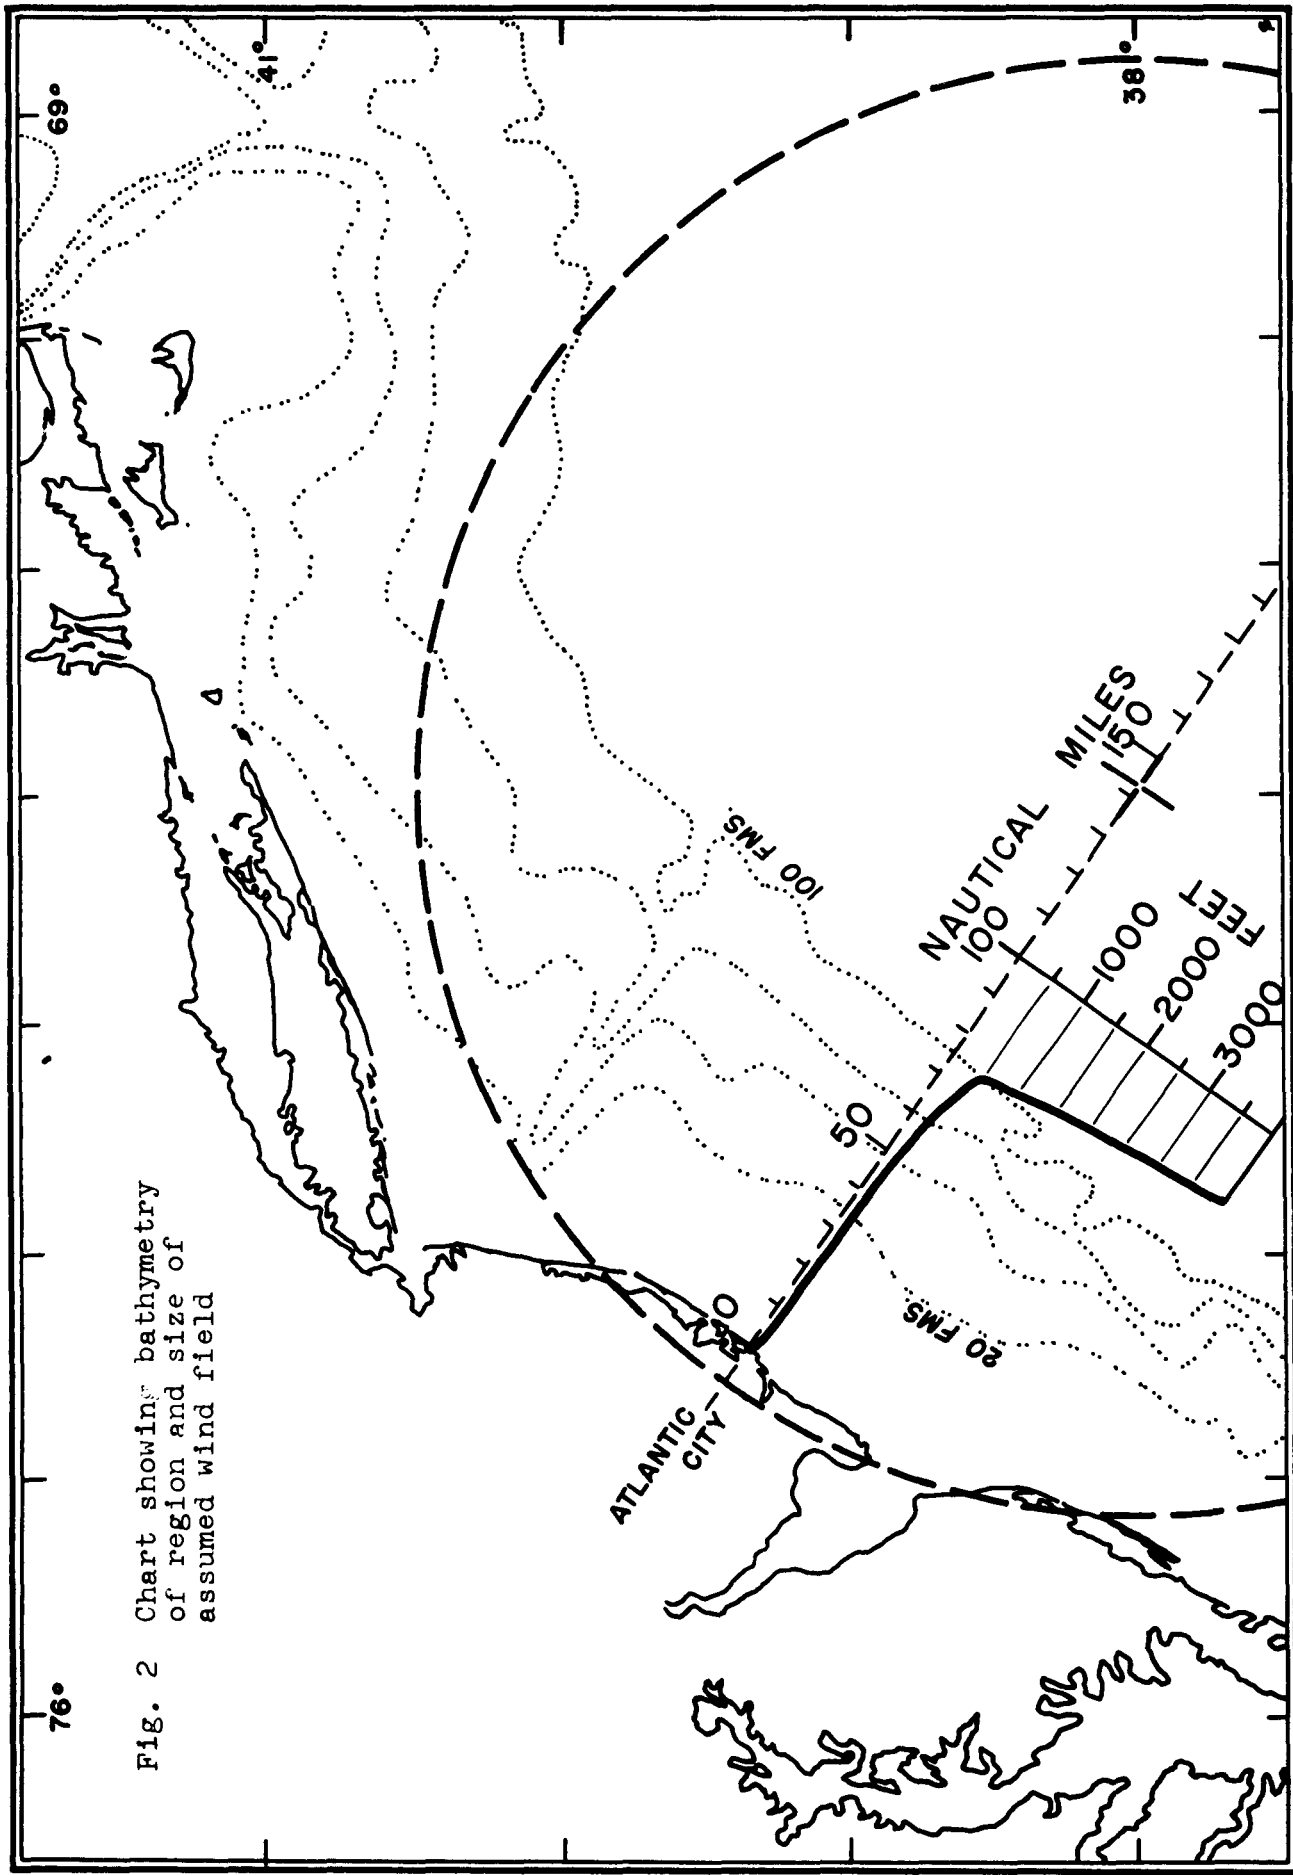 69°
41°
38°
76°
Fig. 2 Chart showing bathymetry
of region and size of
assumed wind field
ATLANTIC
CITY
0
50
100
150
NAUTICAL
MILES
100 FMS
20 FMS
1000
2000
3000
FEET